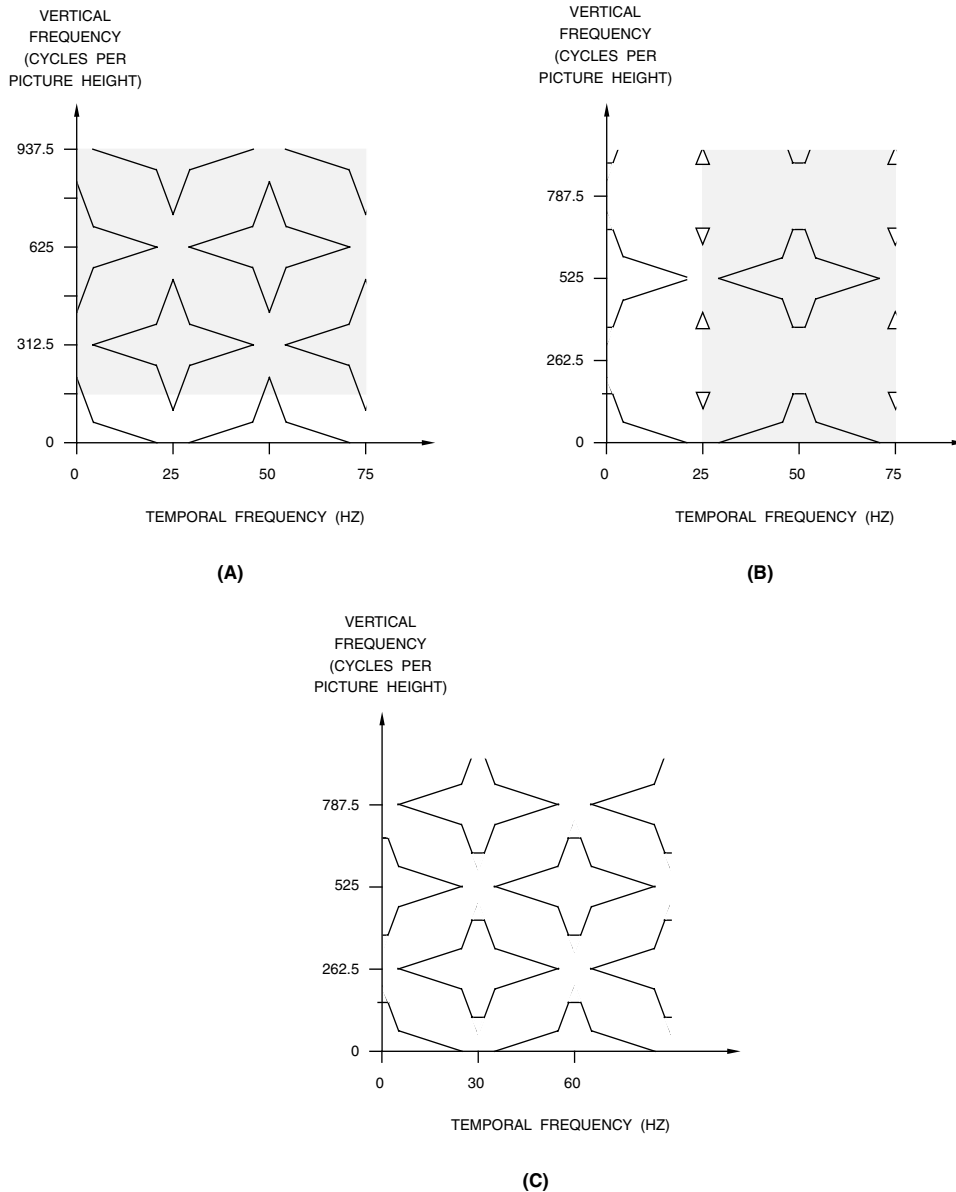 VERTICAL
FREQUENCY
(CYCLES PER
PICTURE HEIGHT)
937.5
625
312.5
0
0 25 50 75
TEMPORAL FREQUENCY (HZ)
(A)
VERTICAL
FREQUENCY
(CYCLES PER
PICTURE HEIGHT)
787.5
525
262.5
0
0 25 50 75
TEMPORAL FREQUENCY (HZ)
(B)
VERTICAL
FREQUENCY
(CYCLES PER
PICTURE HEIGHT)
787.5
525
262.5
0
0 30 60
TEMPORAL FREQUENCY (HZ)
(C)